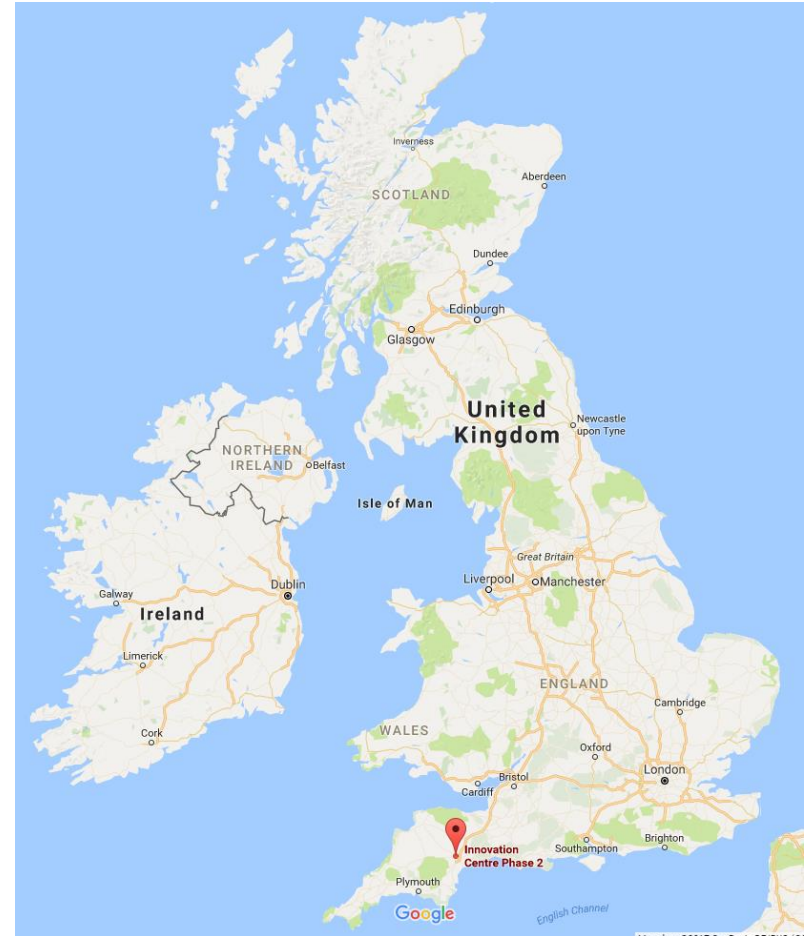 Inverness
SCOTLAND
Aberdeen
Dundee
Edinburgh
Glasgow
United
Kingdom
Newcastle
upon Tyne
NORTHERN
IRELAND
Belfast
Isle of Man
Great Britain
Liverpool
Manchester
Dublin
Galway
Ireland
Limerick
ENGLAND
Cambridge
Cork
WALES
Oxford
London
Bristol
Cardiff
Brighton
Southampton
Innovation
Centre Phase 2
Plymouth
Google
English Channel